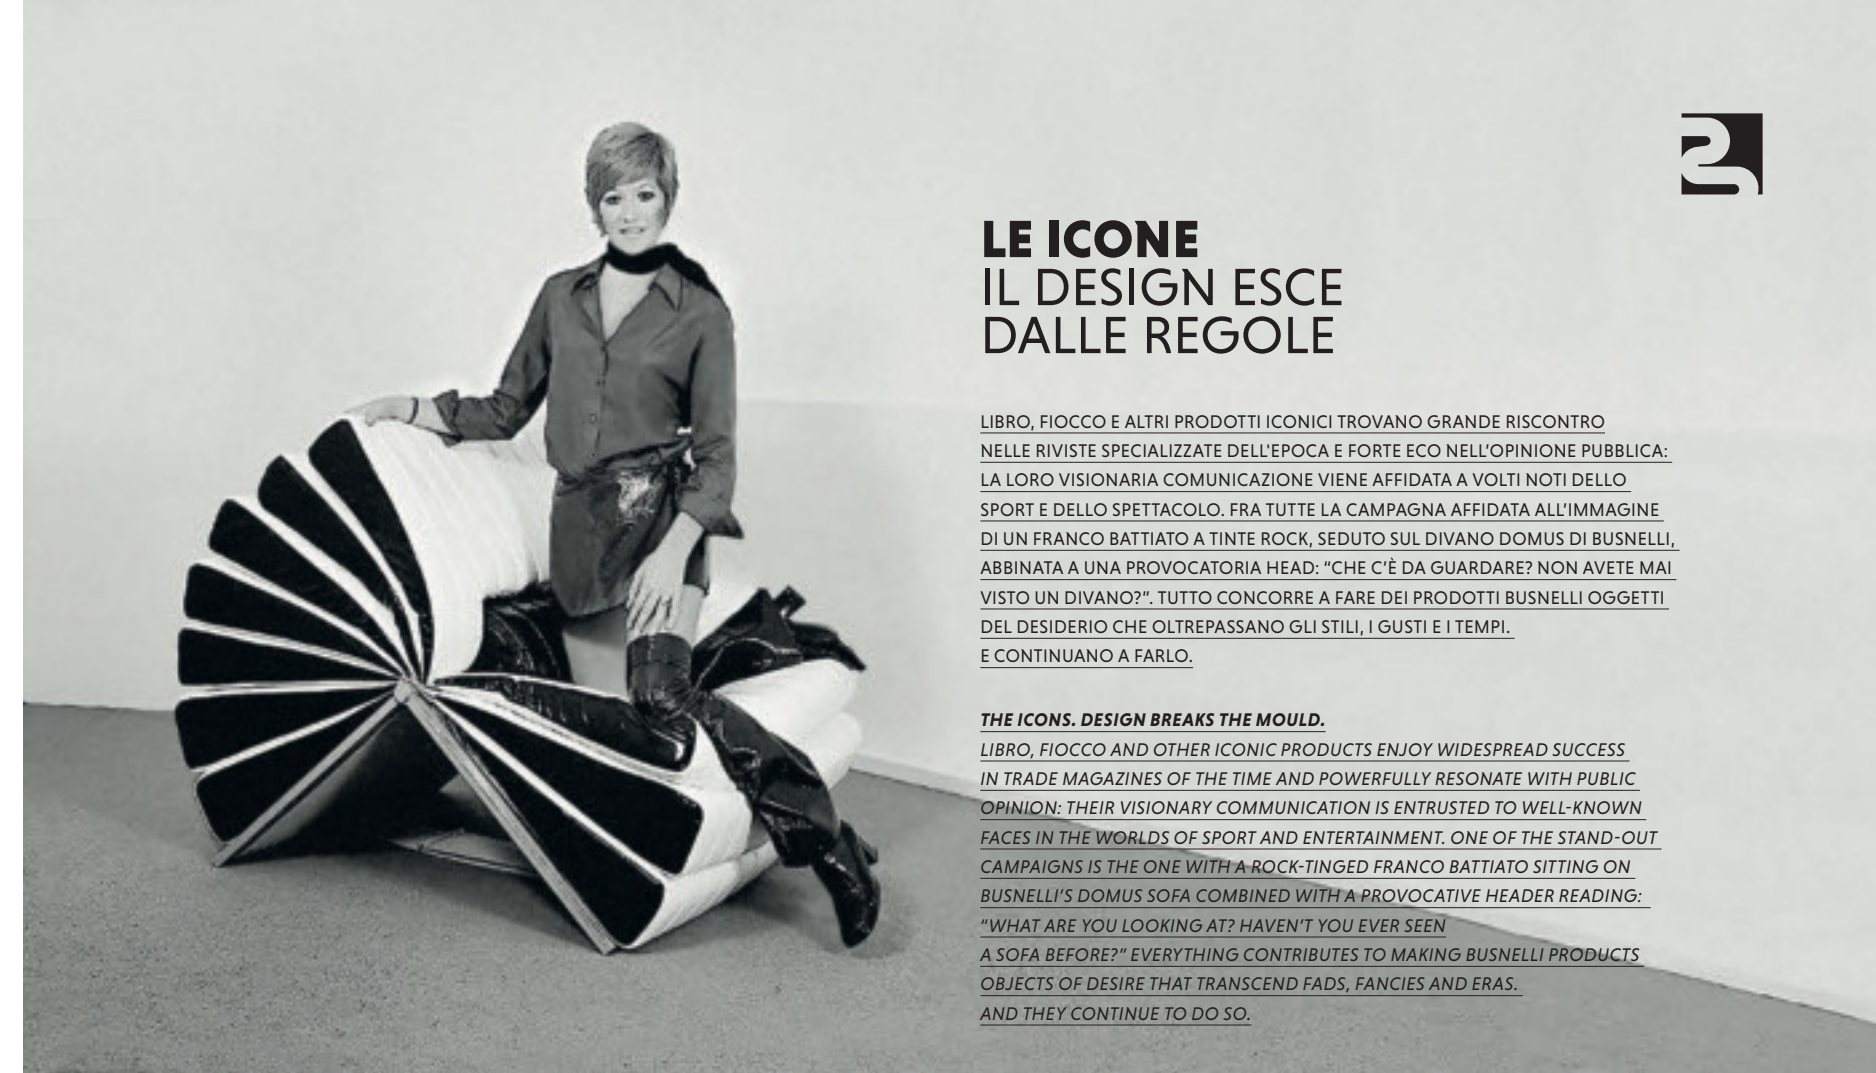 LE ICONE
IL DESIGN ESCE
DALLE REGOLE
LIBRO, FIOCCO E ALTRI PRODOTTI ICONICI TROVANO GRANDE RISCONTRO
NELLE RIVISTE SPECIALIZZATE DELL'EPOCA E FORTE ECO NELL’OPINIONE PUBBLICA:
LA LORO VISIONARIA COMUNICAZIONE VIENE AFFIDATA A VOLTI NOTI DELLO
SPORT E DELLO SPETTACOLO. FRA TUTTE LA CAMPAGNA AFFIDATA ALL’IMMAGINE
DI UN FRANCO BATTIATO A TINTE ROCK, SEDUTO SUL DIVANO DOMUS DI BUSNELLI,
ABBINATA A UNA PROVOCATORIA HEAD: “CHE C’È DA GUARDARE? NON AVETE MAI
VISTO UN DIVANO?”. TUTTO CONCORRE A FARE DEI PRODOTTI BUSNELLI OGGETTI
DEL DESIDERIO CHE OLTREPASSANO GLI STILI, I GUSTI E I TEMPI.
E CONTINUANO A FARLO.
THE ICONS. DESIGN BREAKS THE MOULD.
LIBRO, FIOCCO AND OTHER ICONIC PRODUCTS ENJOY WIDESPREAD SUCCESS
IN TRADE MAGAZINES OF THE TIME AND POWERFULLY RESONATE WITH PUBLIC
OPINION: THEIR VISIONARY COMMUNICATION IS ENTRUSTED TO WELL-KNOWN
FACES IN THE WORLDS OF SPORT AND ENTERTAINMENT. ONE OF THE STAND-OUT
CAMPAIGNS IS THE ONE WITH A ROCK-TINGED FRANCO BATTIATO SITTING ON
BUSNELLI’S DOMUS SOFA COMBINED WITH A PROVOCATIVE HEADER READING:
“WHAT ARE YOU LOOKING AT? HAVEN’T YOU EVER SEEN
A SOFA BEFORE?” EVERYTHING CONTRIBUTES TO MAKING BUSNELLI PRODUCTS
OBJECTS OF DESIRE THAT TRANSCEND FADS, FANCIES AND ERAS.
AND THEY CONTINUE TO DO SO.